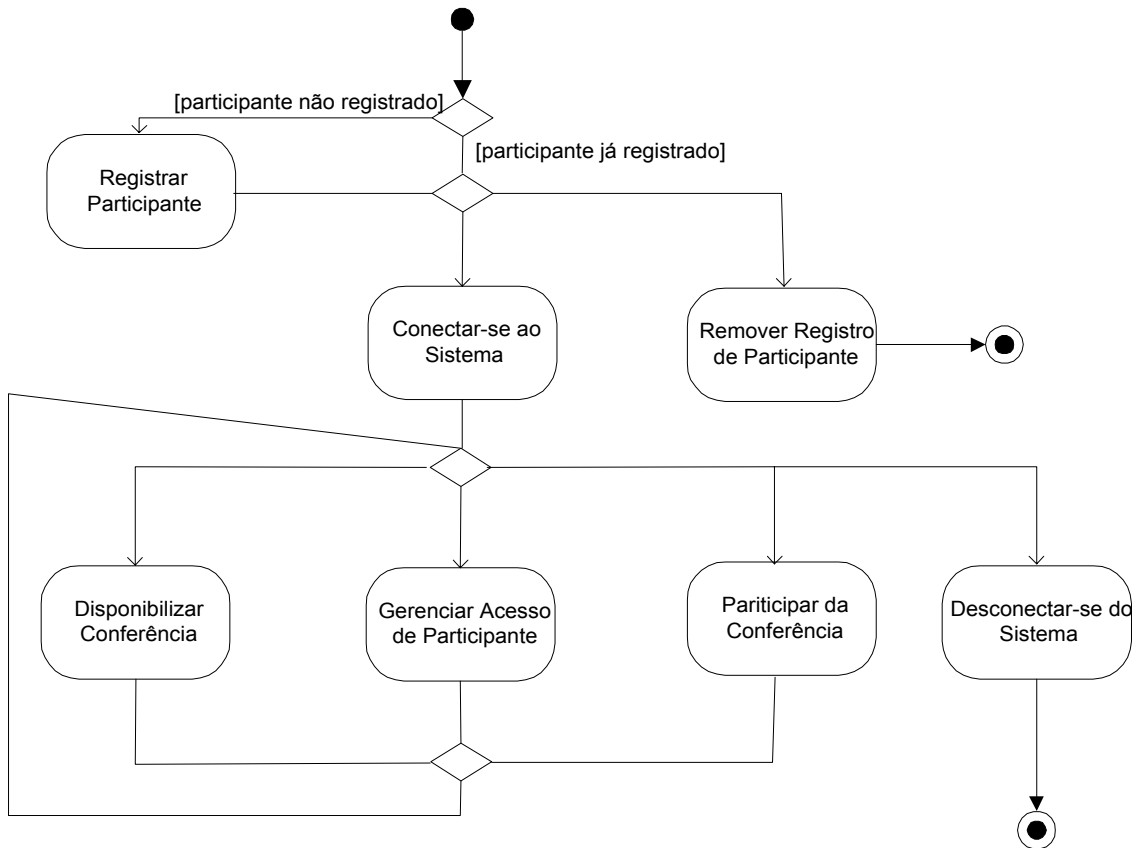 [participante não registrado]
[participante já registrado]
Registrar
Participante
Conectar-se ao
Sistema
Remover Registro
de Participante
Disponibilizar
Conferência
Gerenciar Acesso
de Participante
Pariticipar da
Conferência
Desconectar-se do
Sistema